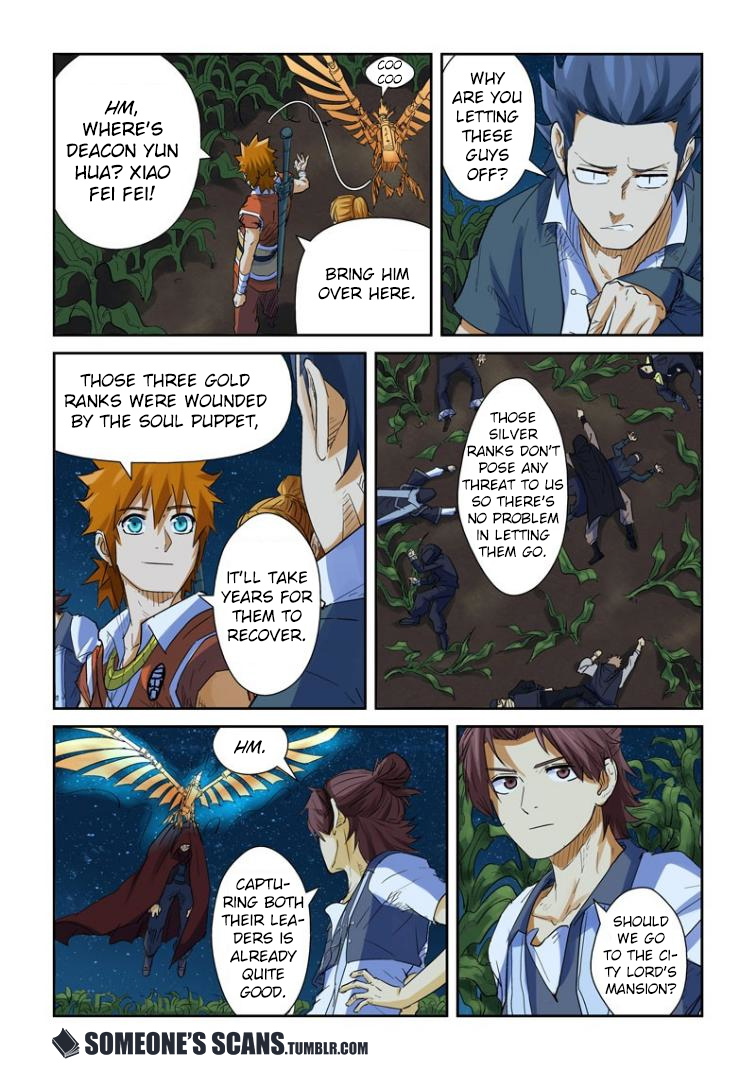 HM,
WHERE'S
DEACON YUN
HUA? XIAO
FEI FEI!
COO
COO
BRING HIM
OVER HERE.
WHY
ARE YOU
LETTING
THESE
GUYS
OFF?
THOSE THREE GOLD
RANKS WERE WOUNDED
BY THE SOUL PUPPET,
IT'LL TAKE
YEARS FOR
THEM TO
RECOVER.
THOSE
SILVER
RANKS DON'T
POSE ANY
THREAT TO US
SO THERE'S
NO PROBLEM
IN LETTING
THEM GO.
HM.
CAPTU-
RING BOTH
THEIR LEA-
DERS IS
ALREADY
QUITE
GOOD.
SHOULD
WE GO
TO THE CI-
TY LORD'S
MANSION?
SOMEONE'S SCANS.TUMBLR.COM